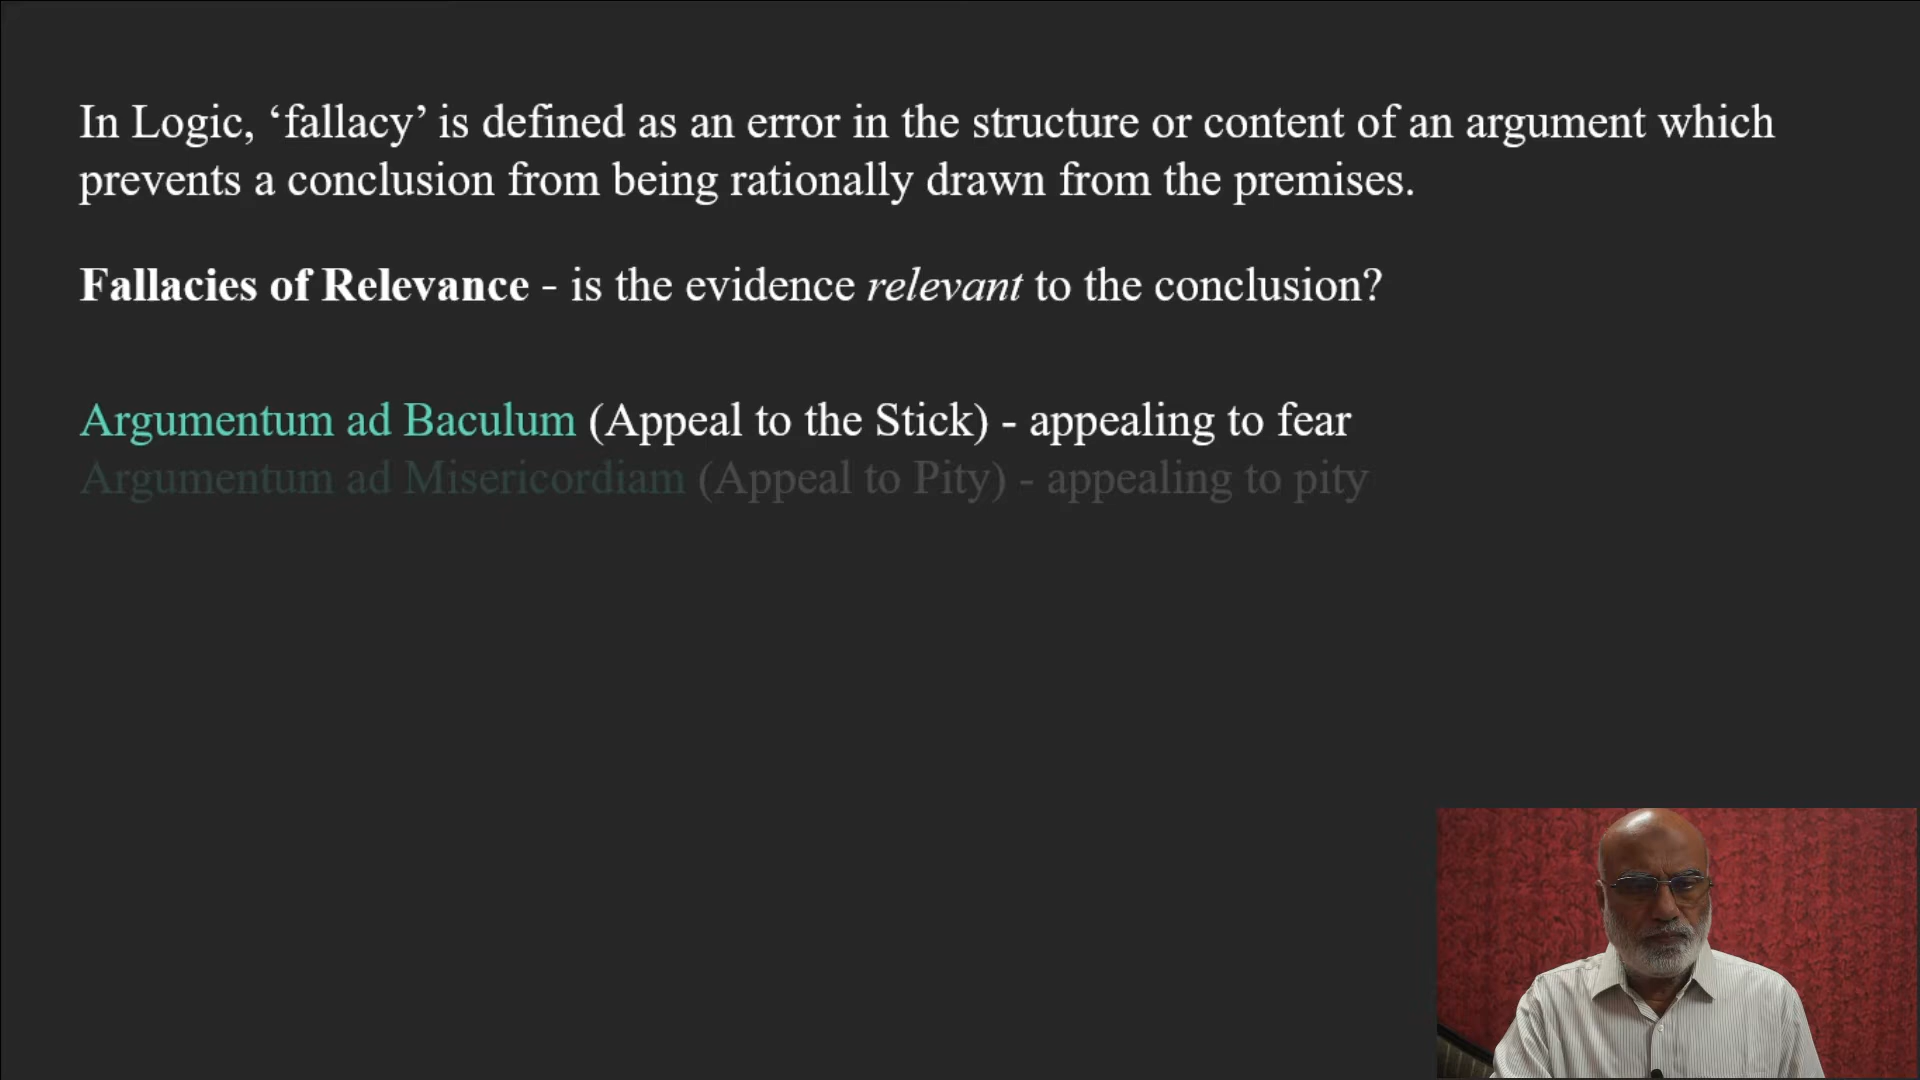 In Logic, ‘fallacy’ is defined as an error in the structure or content of an argument which
prevents a conclusion from being rationally drawn from the premises.
Fallacies of Relevance - is the evidence relevant to the conclusion?
Argumentum ad Baculum (Appeal to the Stick) - appealing to fear
Argumentum ad Misericordiam (Appeal to Pity) - appealing to pity